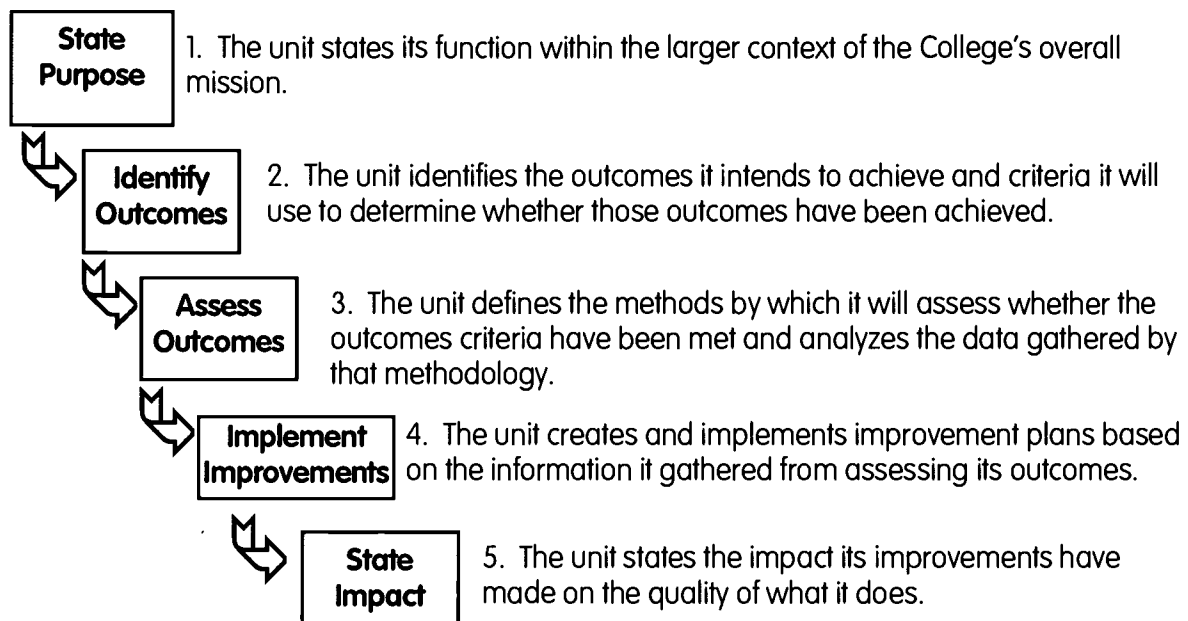 State
Purpose
1. The unit states its function within the larger context of the College's overall
mission.
Identify
Outcomes
2. The unit identifies the outcomes it intends to achieve and criteria it will
use to determine whether those outcomes have been achieved.
Assess
Outcomes
3. The unit defines the methods by which it will assess whether the
outcomes criteria have been met and analyzes the data gathered by
that methodology.
Implement
Improvements
4. The unit creates and implements improvement plans based
on the information it gathered from assessing its outcomes.
State
Impact
5. The unit states the impact its improvements have
made on the quality of what it does.